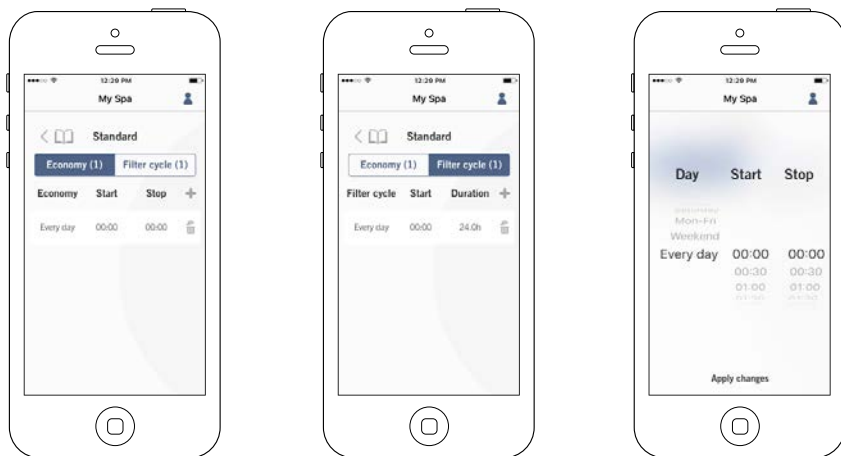 12:29 PM
My Spa
Standard
Economy (1) Filter cycle (1)
Economy Start Stop +
Every day 00:00 00:00
12:29 PM
My Spa
Standard
Economy (1) Filter cycle (1)
Filter cycle Start Duration +
Every day 00:00 24.0h
12:29 PM
My Spa
Day Start Stop
Mon-Fri
Weekend
Every day 00:00 00:00
00:30 00:30
01:00 01:00
Apply changes